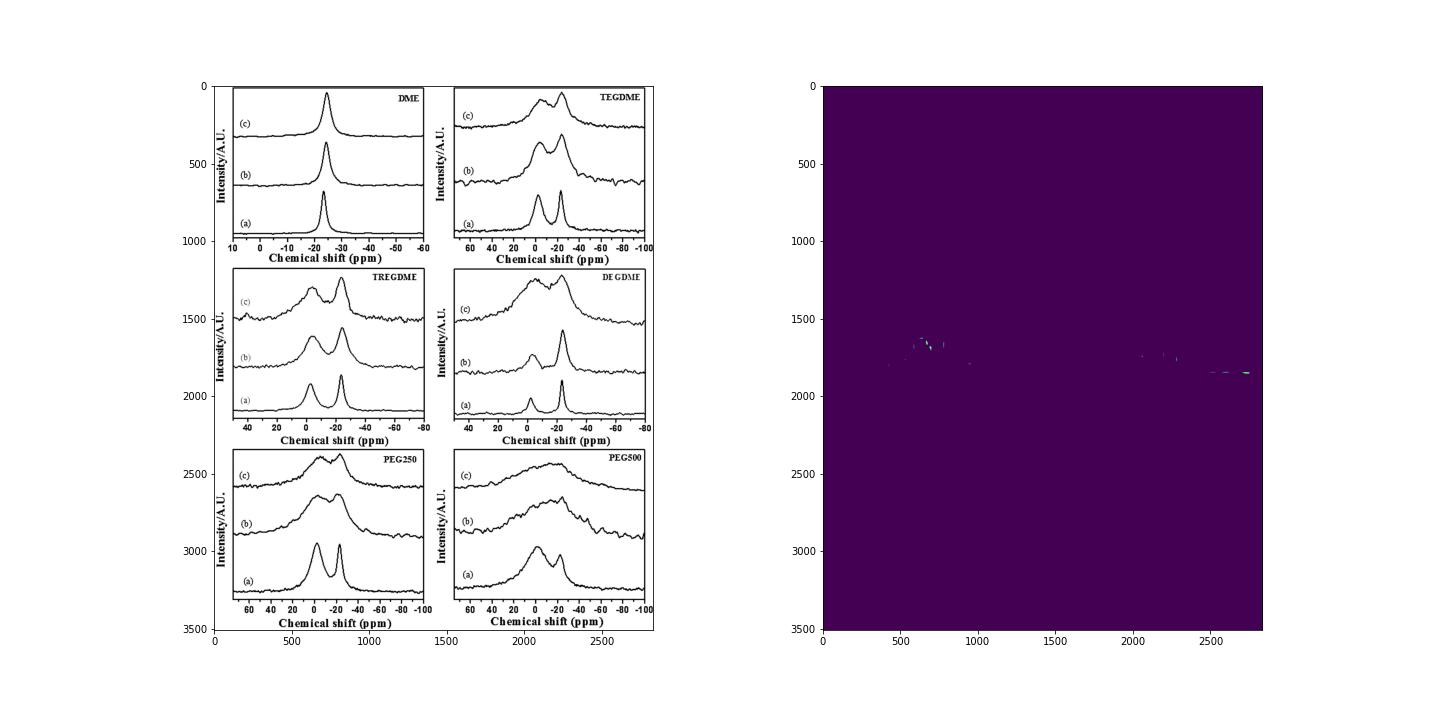 0
500
1000
1500
2000
2500
3000
3500
0 500 1000 1500 2000 2500
Intensity/A.U.
DME
(c)
(b)
(a)
10 0 -10 -20 -30 -40 -50 -60
Chemical shift (ppm)
Intensity/A.U.
TEGDME
(c)
(b)
(a)
60 40 20 0 -20 -40 -60 -80 -100
Chemical shift (ppm)
Intensity/A.U.
TREGDME
(c)
(b)
(a)
40 20 0 -20 -40 -60 -80
Chemical shift (ppm)
Intensity/A.U.
DEGDME
(c)
(b)
(a)
40 20 0 -20 -40 -60 -80
Chemical shift (ppm)
Intensity/A.U.
PEG250
(c)
(b)
(a)
60 40 20 0 -20 -40 -60 -80 -100
Chemical shift (ppm)
Intensity/A.U.
PEG500
(c)
(b)
(a)
60 40 20 0 -20 -40 -60 -80 -100
Chemical shift (ppm)
0
500
1000
1500
2000
2500
3000
3500
0 500 1000 1500 2000 2500